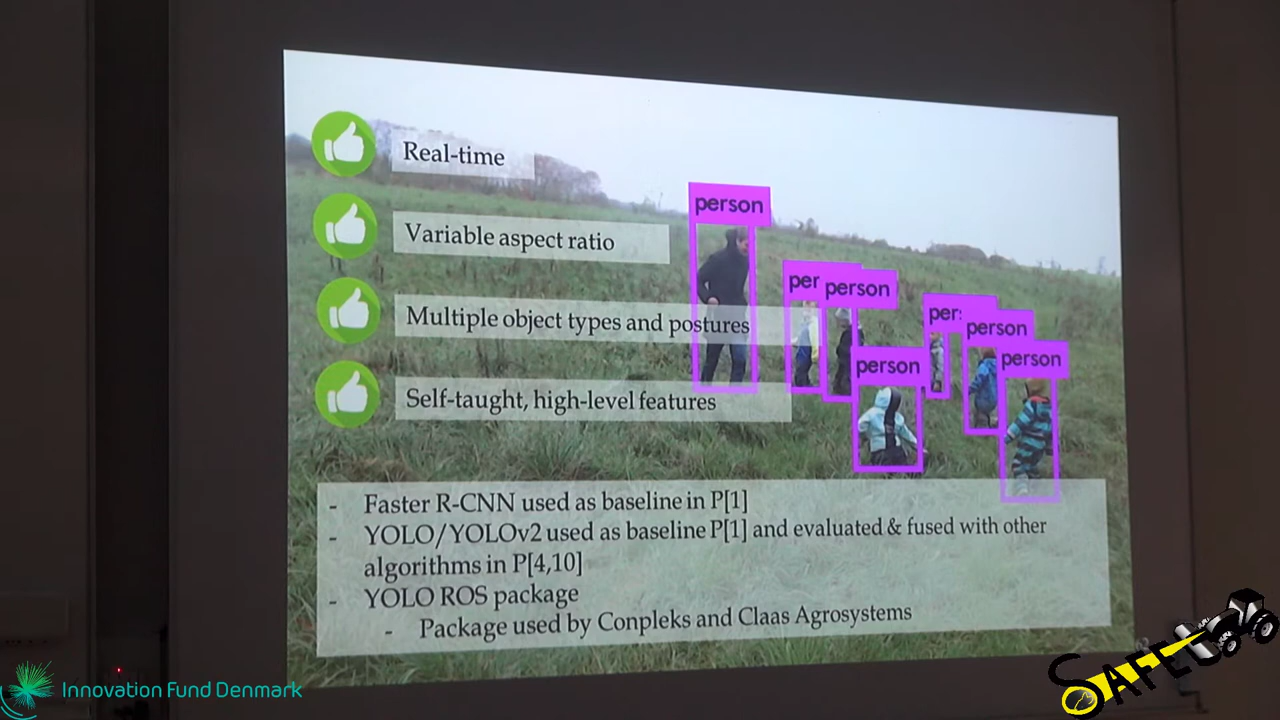 Real-time
Variable aspect ratio
Multiple object types and postures
Self-taught, high-level features
person
per
person
per
person
person
person
- Faster R-CNN used as baseline in P[1]
- YOLO/YOLOv2 used as baseline P[1] and evaluated & fused with other
algorithms in P[4,10]
- YOLO ROS package
- Package used by Conpleks and Claas Agrosystems
Innovation Fund Denmark
SAFE